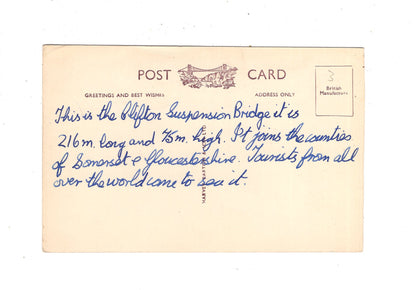 POST CARD
GREETINGS AND BEST WISHES
ADDRESS ONLY
3
British
Manufacture
This is the Clifton Suspension Bridge it is
216m. long and 75m. high. It joins the counties
of Somerset & Gloucestershire. Tourists from all
over the world come to see it.